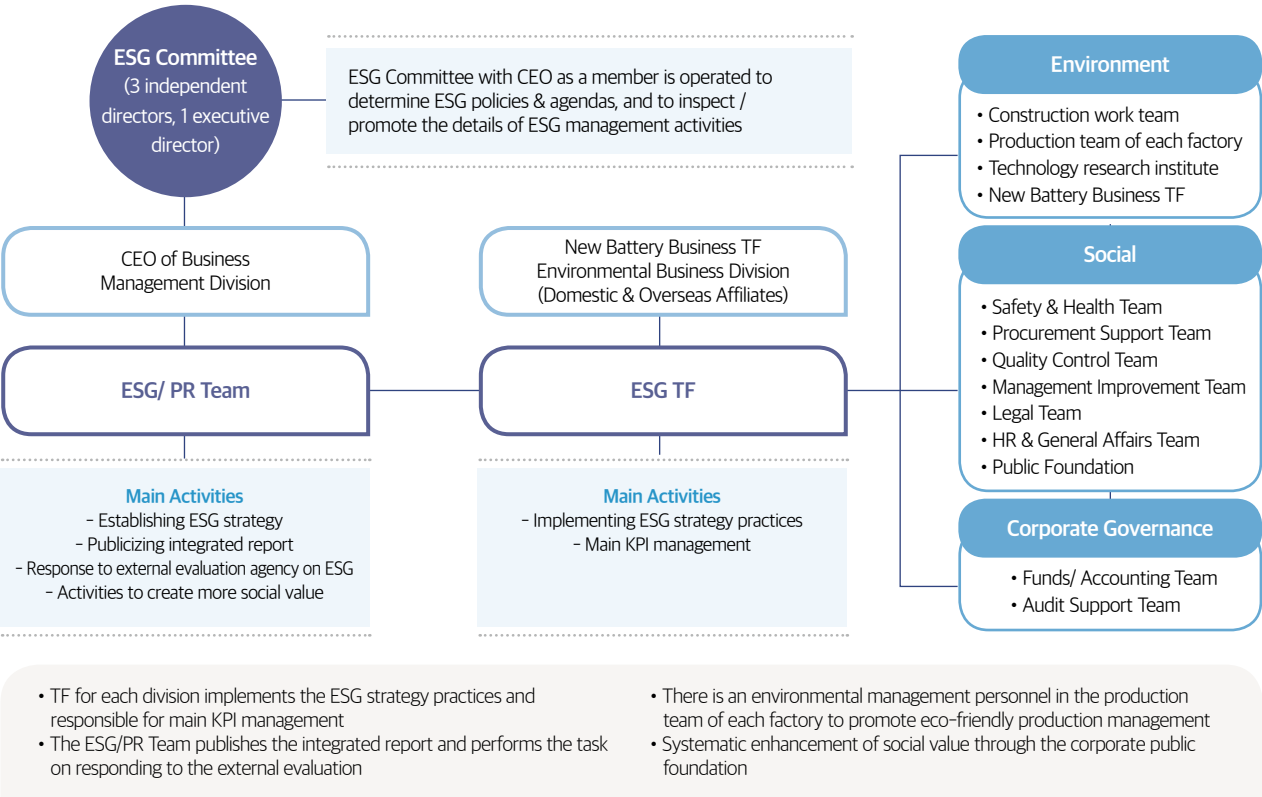 ESG Committee
(3 independent
directors, 1 executive
director)
ESG Committee with CEO as a member is operated to
determine ESG policies & agendas, and to inspect /
promote the details of ESG management activities
CEO of Business
Management Division
New Battery Business TF
Environmental Business Division
(Domestic & Overseas Affiliates)
ESG/ PR Team
ESG TF
Main Activities
– Establishing ESG strategy
– Publicizing integrated report
– Response to external evaluation agency on ESG
– Activities to create more social value
Main Activities
– Implementing ESG strategy practices
– Main KPI management
Environment
• Construction work team
• Production team of each factory
• Technology research institute
• New Battery Business TF
Social
• Safety & Health Team
• Procurement Support Team
• Quality Control Team
• Management Improvement Team
• Legal Team
• HR & General Affairs Team
• Public Foundation
Corporate Governance
• Funds/ Accounting Team
• Audit Support Team
• TF for each division implements the ESG strategy practices and
responsible for main KPI management
• The ESG/PR Team publishes the integrated report and performs the task
on responding to the external evaluation
• There is an environmental management personnel in the production
team of each factory to promote eco-friendly production management
• Systematic enhancement of social value through the corporate public
foundation